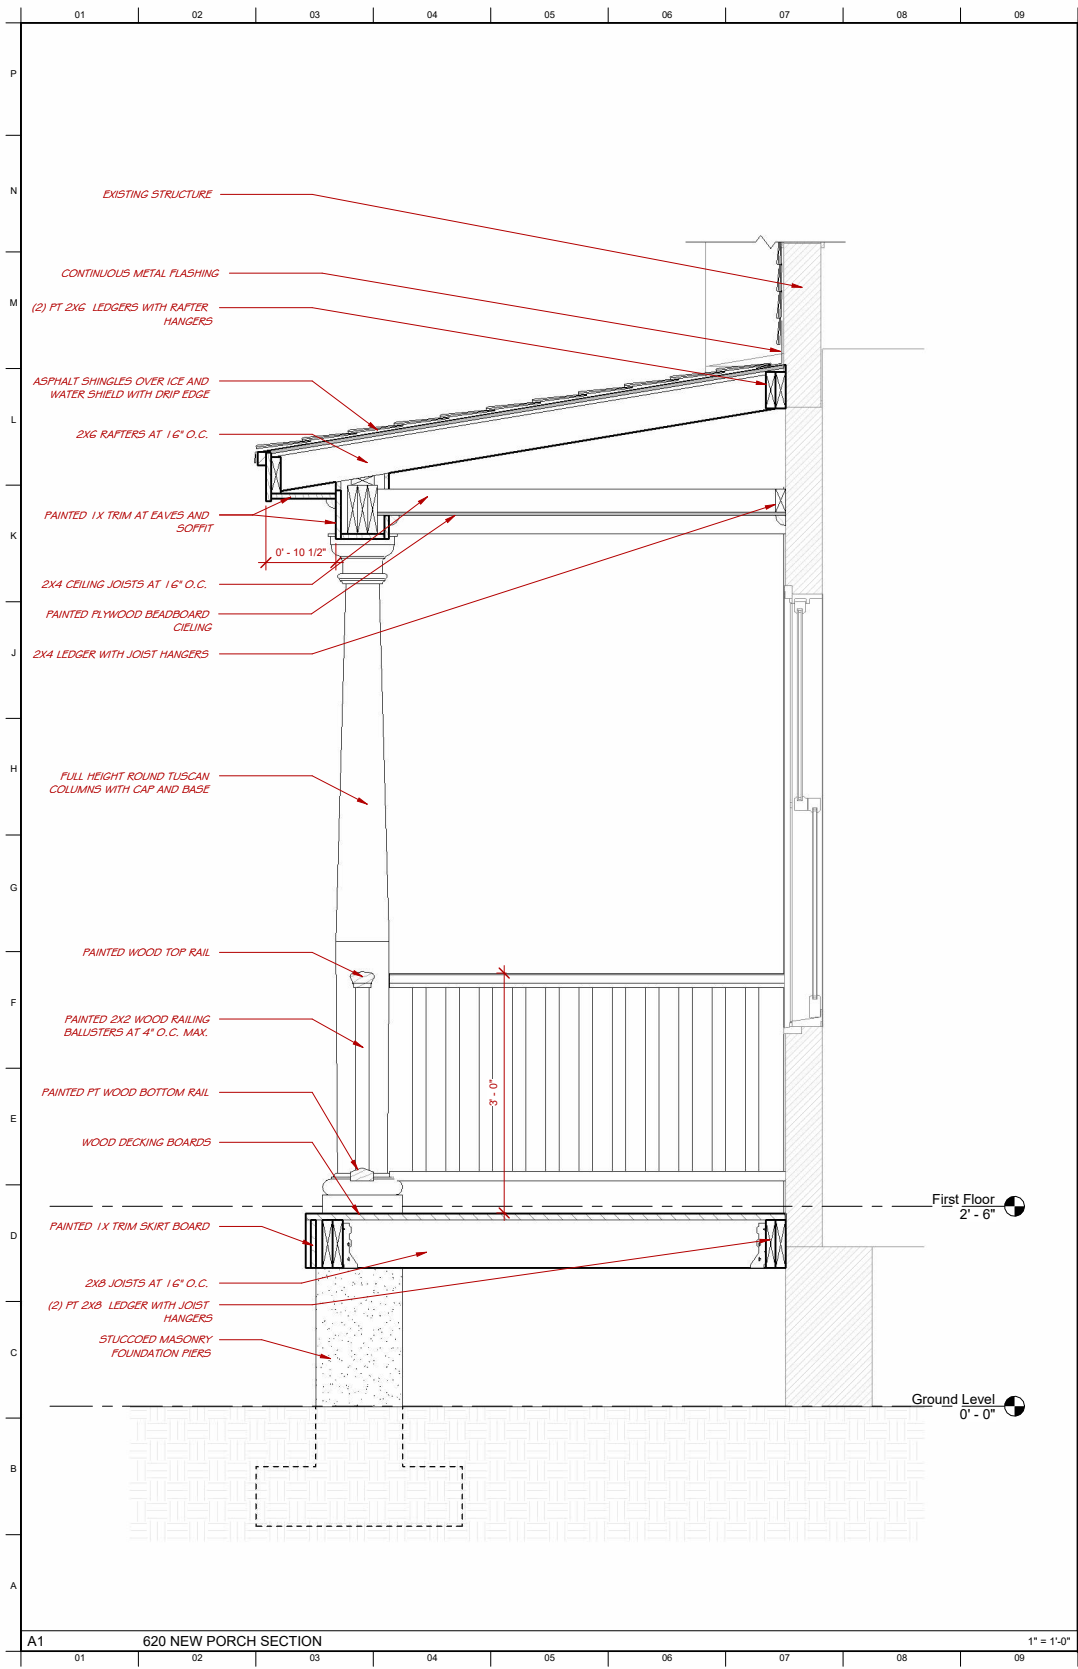 01 02 03 04 05 06 07 08 09
P
N
EXISTING STRUCTURE
CONTINUOUS METAL FLASHING
M
(2) PT 2X6 LEDGERS WITH RAFTER
HANGERS
ASPHALT SHINGLES OVER ICE AND
WATER SHIELD WITH DRIP EDGE
L
2X6 RAFTERS AT 16" O.C.
PAINTED 1X TRIM AT EAVES AND
SOFFIT
K
0' - 10 1/2"
2X4 CEILING JOISTS AT 16" O.C.
PAINTED PLYWOOD BEADBOARD
CIELING
J
2X4 LEDGER WITH JOIST HANGERS
H
FULL HEIGHT ROUND TUSCAN
COLUMNS WITH CAP AND BASE
G
PAINTED WOOD TOP RAIL
F
PAINTED 2X2 WOOD RAILING
BALUSTERS AT 4" O.C. MAX.
PAINTED PT WOOD BOTTOM RAIL
3' - 0"
E
WOOD DECKING BOARDS
First Floor
2' - 6"
PAINTED 1X TRIM SKIRT BOARD
D
2X8 JOISTS AT 16" O.C.
(2) PT 2X8 LEDGER WITH JOIST
HANGERS
STUCCOED MASONRY
FOUNDATION PIERS
C
Ground Level
0' - 0"
B
A
A1 620 NEW PORCH SECTION 1" = 1'-0"
01 02 03 04 05 06 07 08 09